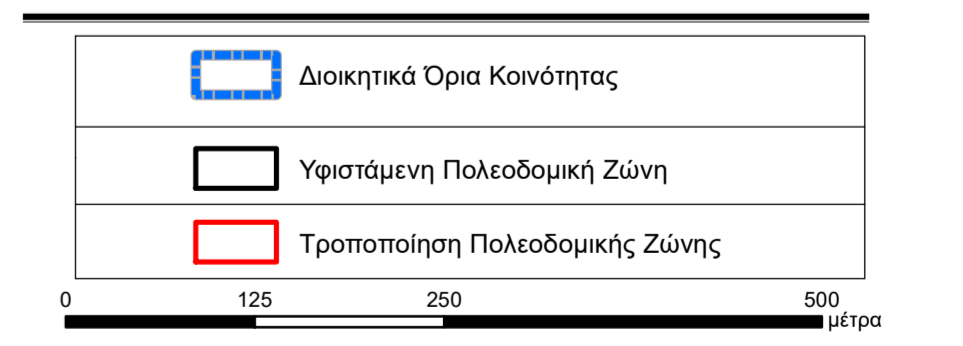 Διοικητικά Όρια Κοινότητας
Υφιστάμενη Πολεοδομική Ζώνη
Τροποποίηση Πολεοδομικής Ζώνης
0 125 250 500
μέτρα